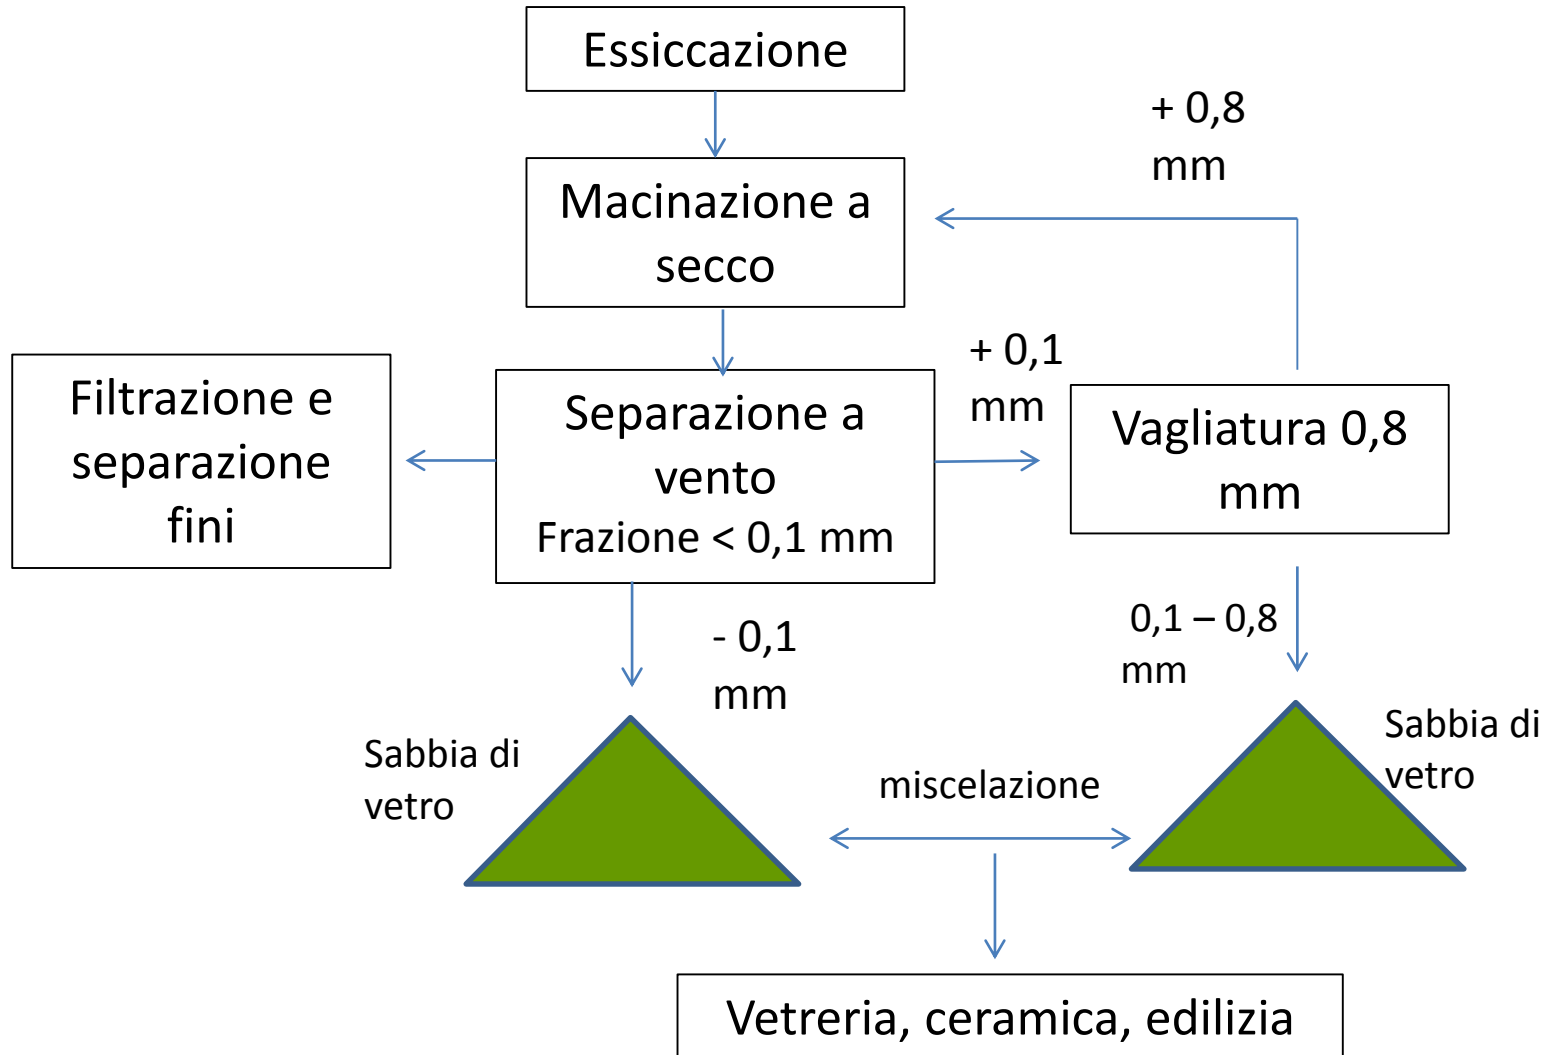 Essiccazione
+ 0,8
mm
Macinazione a
secco
Filtrazione e
separazione
fini
Separazione a
vento
Frazione < 0,1 mm
+ 0,1
mm
Vagliatura 0,8
mm
- 0,1
mm
0,1 – 0,8
mm
Sabbia di
vetro
miscelazione
Sabbia di
vetro
Vetreria, ceramica, edilizia